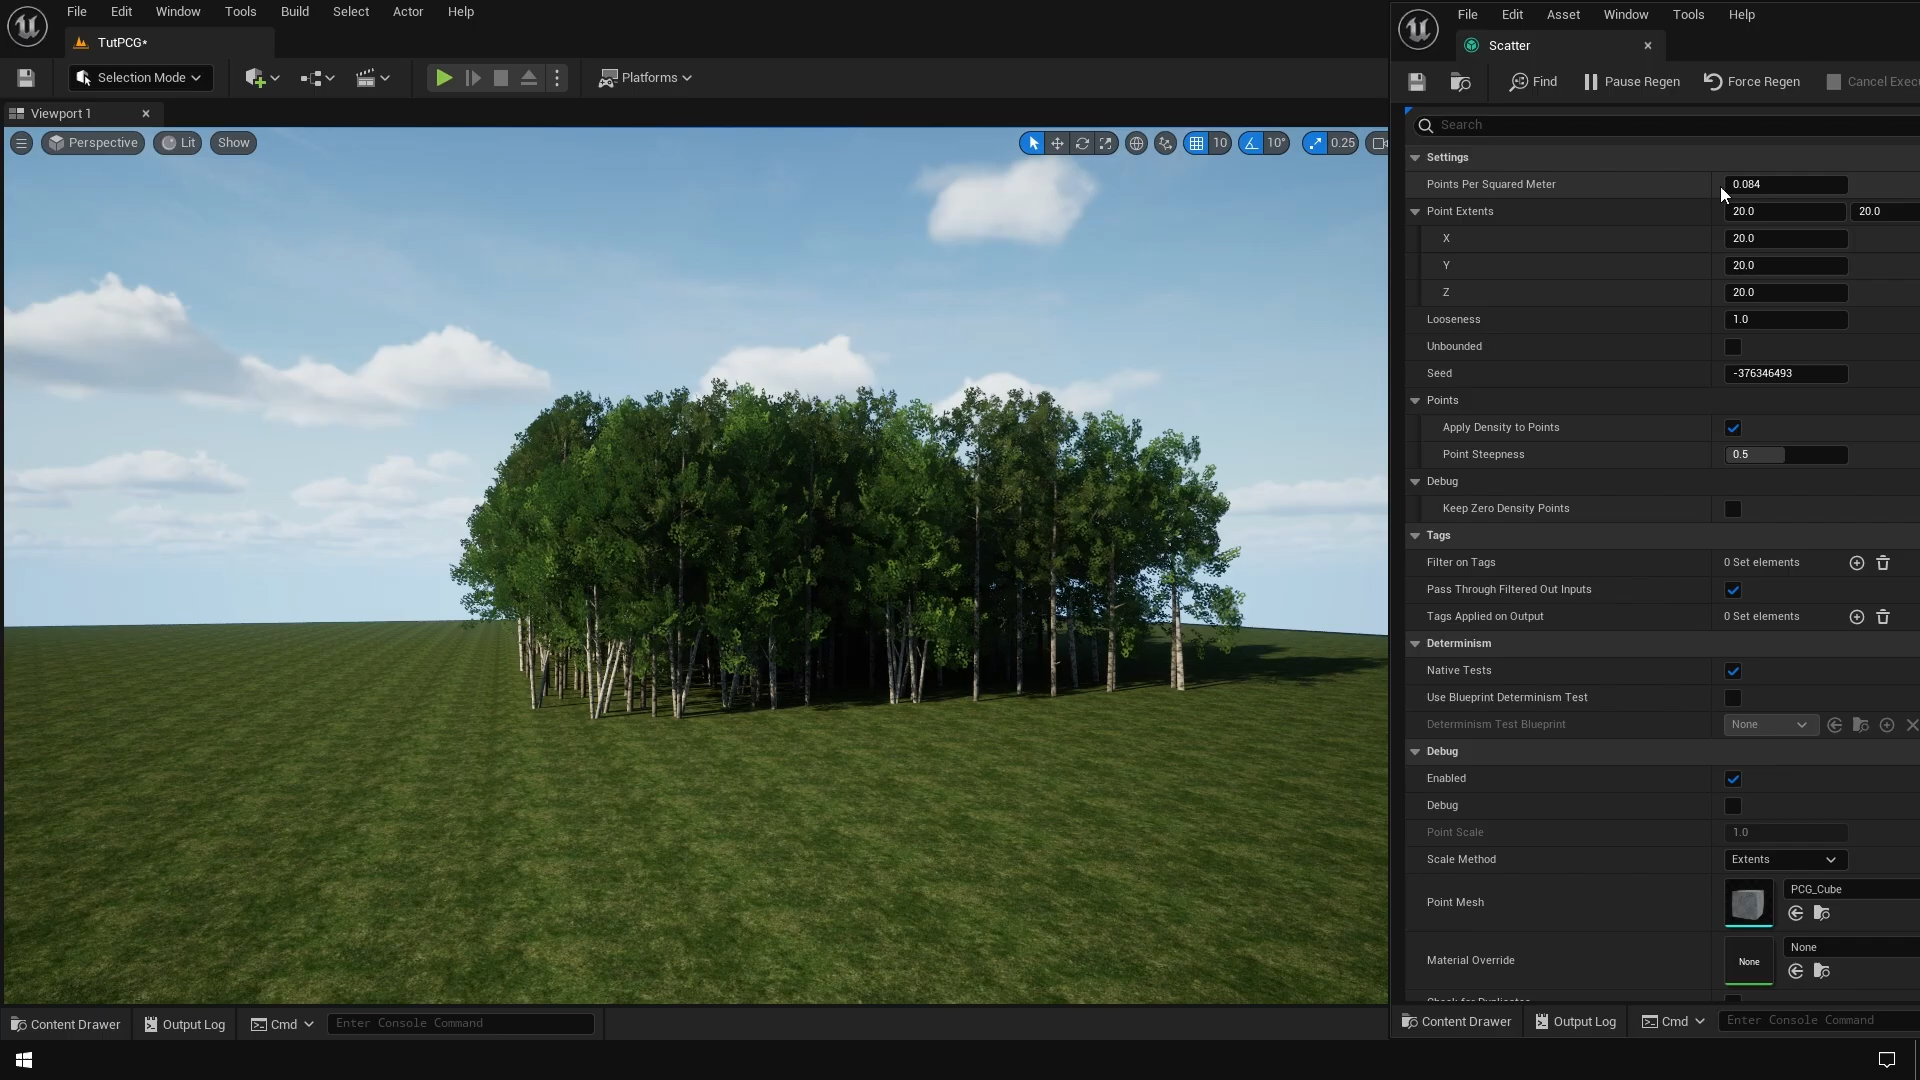 File Edit Window Tools Build Select Actor Help
TutPCG*
Selection Mode
Platforms
Viewport 1
Perspective Lit Show
10 10° 0.25
Content Drawer Output Log Cmd Enter Console Command
File Edit Asset Window Tools Help
Scatter
Find Pause Regen Force Regen Cancel Exec
Search
Settings
Points Per Squared Meter 0.084
Point Extents 20.0 20.0
X 20.0
Y 20.0
Z 20.0
Looseness 1.0
Unbounded
Seed -376346493
Points
Apply Density to Points
Point Steepness 0.5
Debug
Keep Zero Density Points
Tags
Filter on Tags 0 Set elements
Pass Through Filtered Out Inputs
Tags Applied on Output 0 Set elements
Determinism
Native Tests
Use Blueprint Determinism Test
Determinism Test Blueprint None
Debug
Enabled
Debug
Point Scale 1.0
Scale Method Extents
Point Mesh PCG_Cube
Material Override None None
Content Drawer Output Log Cmd Enter Console Command